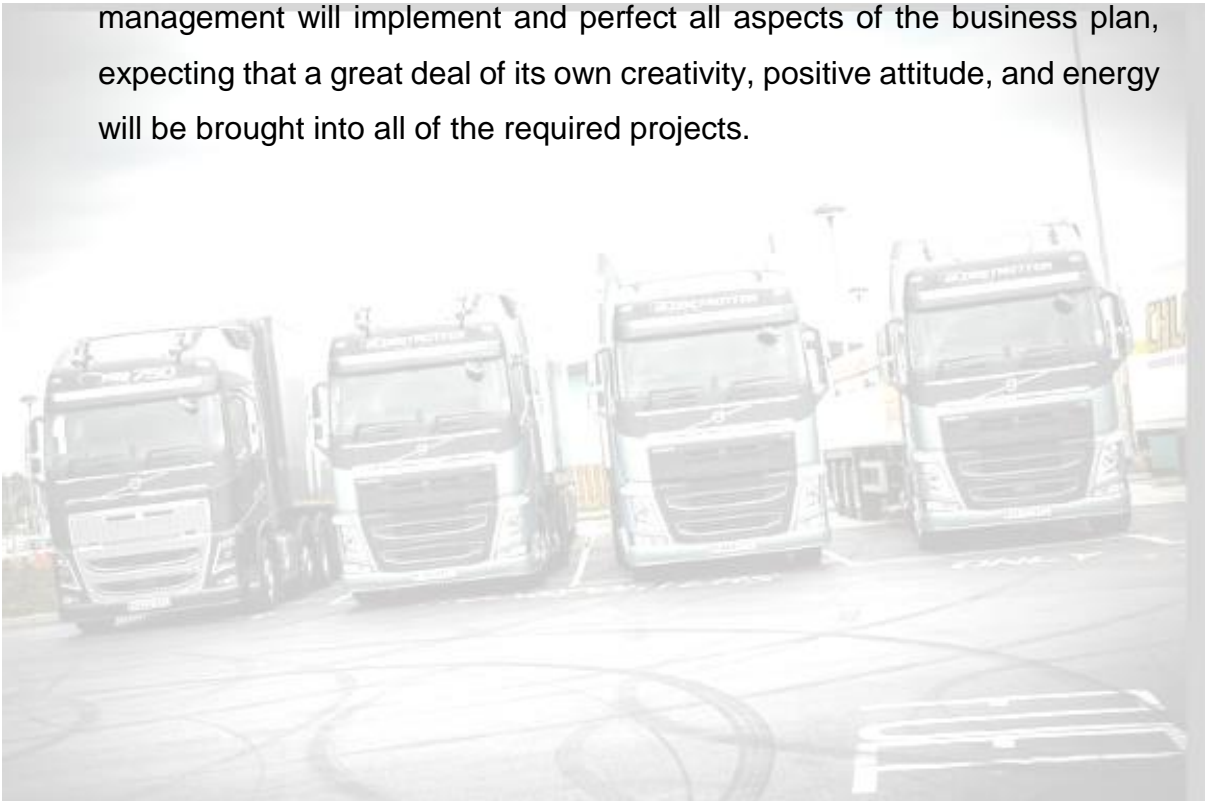 management will implement and perfect all aspects of the business plan,
expecting that a great deal of its own creativity, positive attitude, and energy
will be brought into all of the required projects.
750